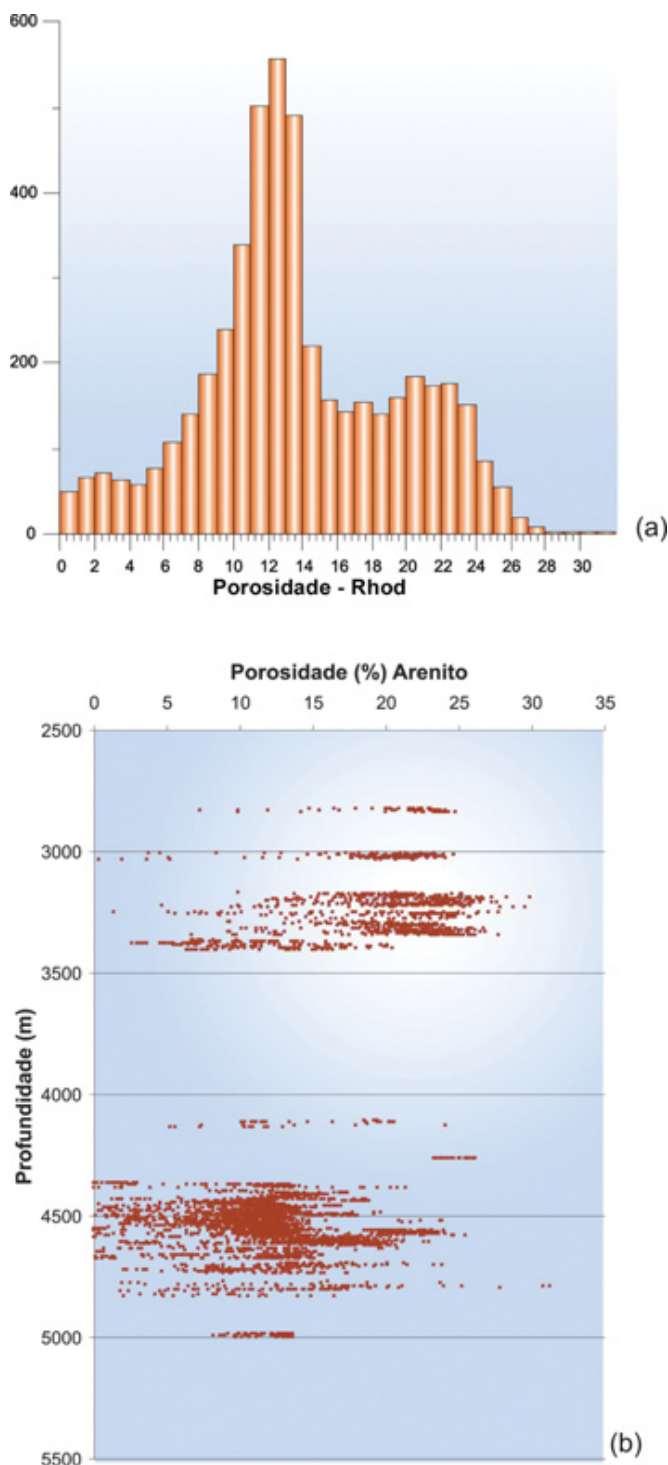 600
400
200
0
0 2 4 6 8 10 12 14 16 18 20 22 24 26 28 30
Porosidade - Rhod
(a)
Porosidade (%) Arenito
0 5 10 15 20 25 30 35
2500
3000
3500
4000
4500
5000
5500
Profundidade (m)
(b)